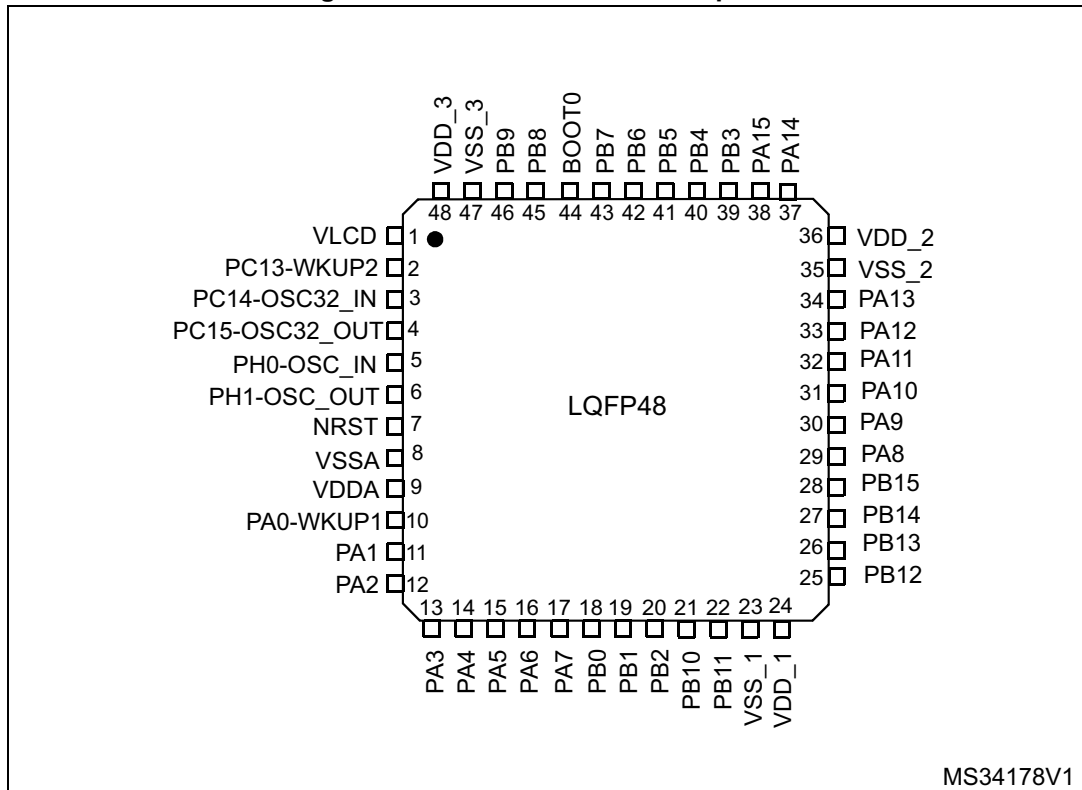 VDD_3
VSS_3
PB9
PB8
BOOT0
PB7
PB6
PB5
PB4
PB3
PA15
PA14
48 47 46 45 44 43 42 41 40 39 38 37
VLCD 1
PC13-WKUP2 2
PC14-OSC32_IN 3
PC15-OSC32_OUT 4
PH0-OSC_IN 5
PH1-OSC_OUT 6
NRST 7
VSSA 8
VDDA 9
PA0-WKUP1 10
PA1 11
PA2 12
LQFP48
36 VDD_2
35 VSS_2
34 PA13
33 PA12
32 PA11
31 PA10
30 PA9
29 PA8
28 PB15
27 PB14
26 PB13
25 PB12
13 14 15 16 17 18 19 20 21 22 23 24
PA3
PA4
PA5
PA6
PA7
PB0
PB1
PB2
PB10
PB11
VSS_1
VDD_1
MS34178V1